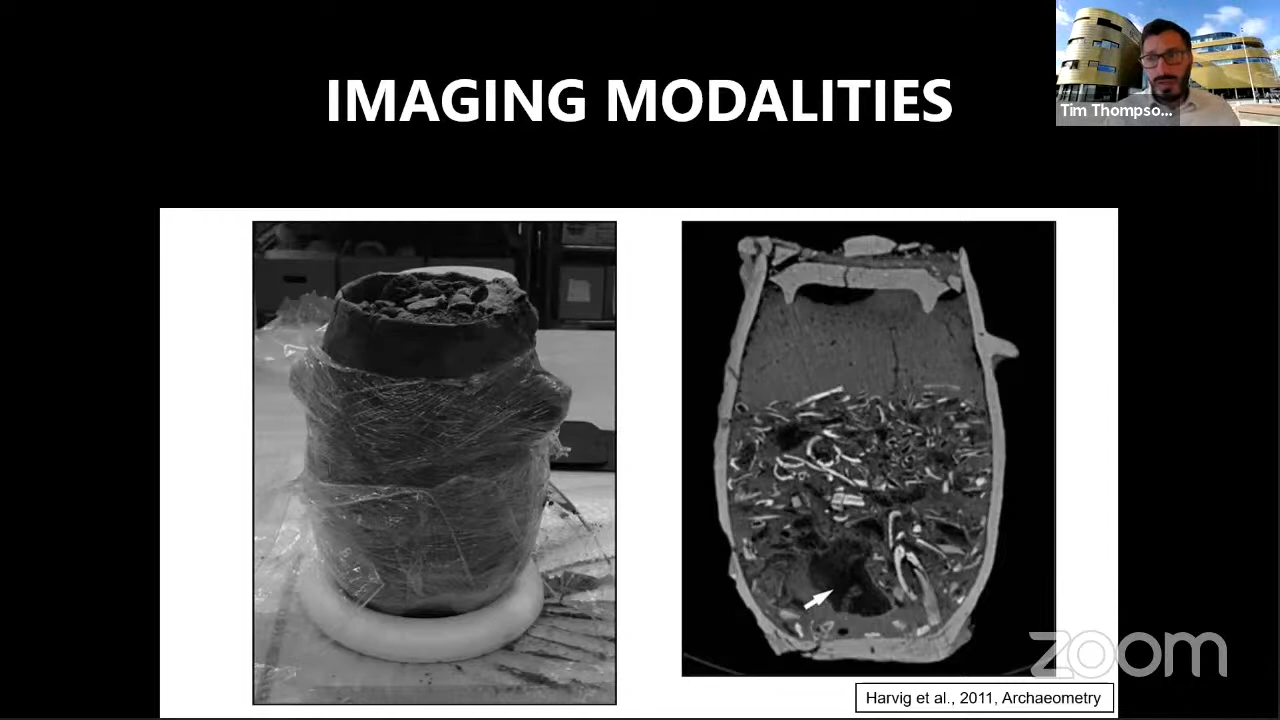 IMAGING MODALITIES
Tim Thompso...
zoom
Harvig et al., 2011, Archaeometry